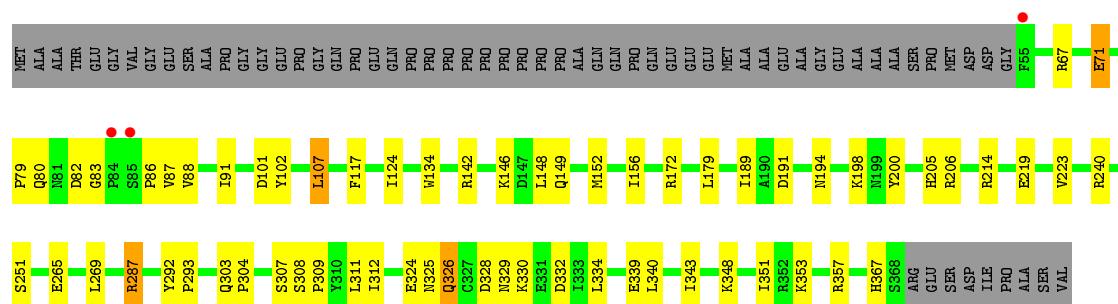 MET ALA ALA THR GLU GLY VAL GLY GLU SER ALA PRO GLY GLY GLU PRO GLY GLN PRO GLU GLN PRO PRO PRO PRO PRO PRO PRO PRO ALA GLN GLN PRO GLN GLU GLU GLU MET ALA ALA GLU ALA ALA GLY GLU ALA ALA ALA SER PRO MET ASP ASP GLY F55 R67 E71
P79 Q80 N81 D82 G83 P84 S85 P86 V87 V88 I91 D101 Y102 L107 F117 I124 W134 R142 K146 D147 L148 Q149 M152 I156 R172 L179 I189 A190 D191 N194 K198 N199 Y200 H205 R206 R214 E219 V223 R240
S251 E265 L269 R287 Y292 P293 Q303 P304 S307 S308 P309 Y310 L311 L312 E324 N325 Q326 C327 D328 N329 K330 E331 D332 I333 L334 E339 L340 I343 K348 I351 R352 K353 R357 H367 S368 ARG GLU SER ASP ILE PRO ALA SER VAL